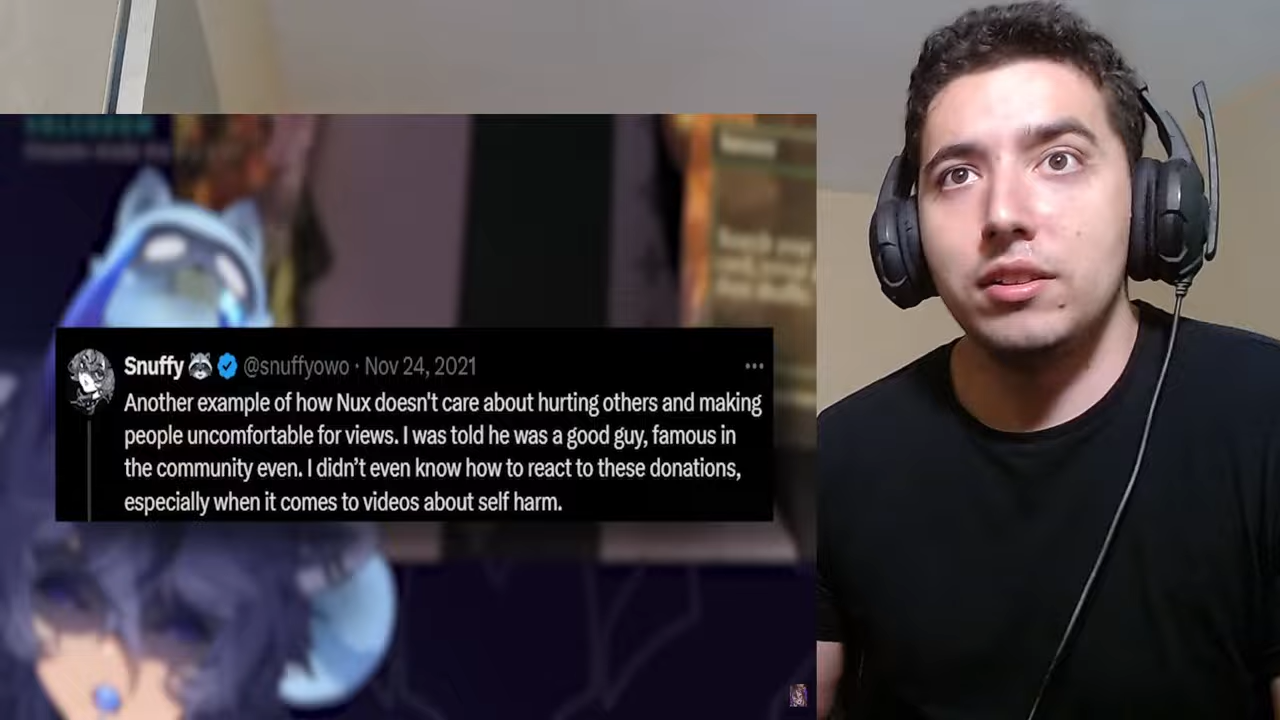 Snuffy 🦝 @snuffyowo · Nov 24, 2021
Another example of how Nux doesn't care about hurting others and making
people uncomfortable for views. I was told he was a good guy, famous in
the community even. I didn’t even know how to react to these donations,
especially when it comes to videos about self harm.